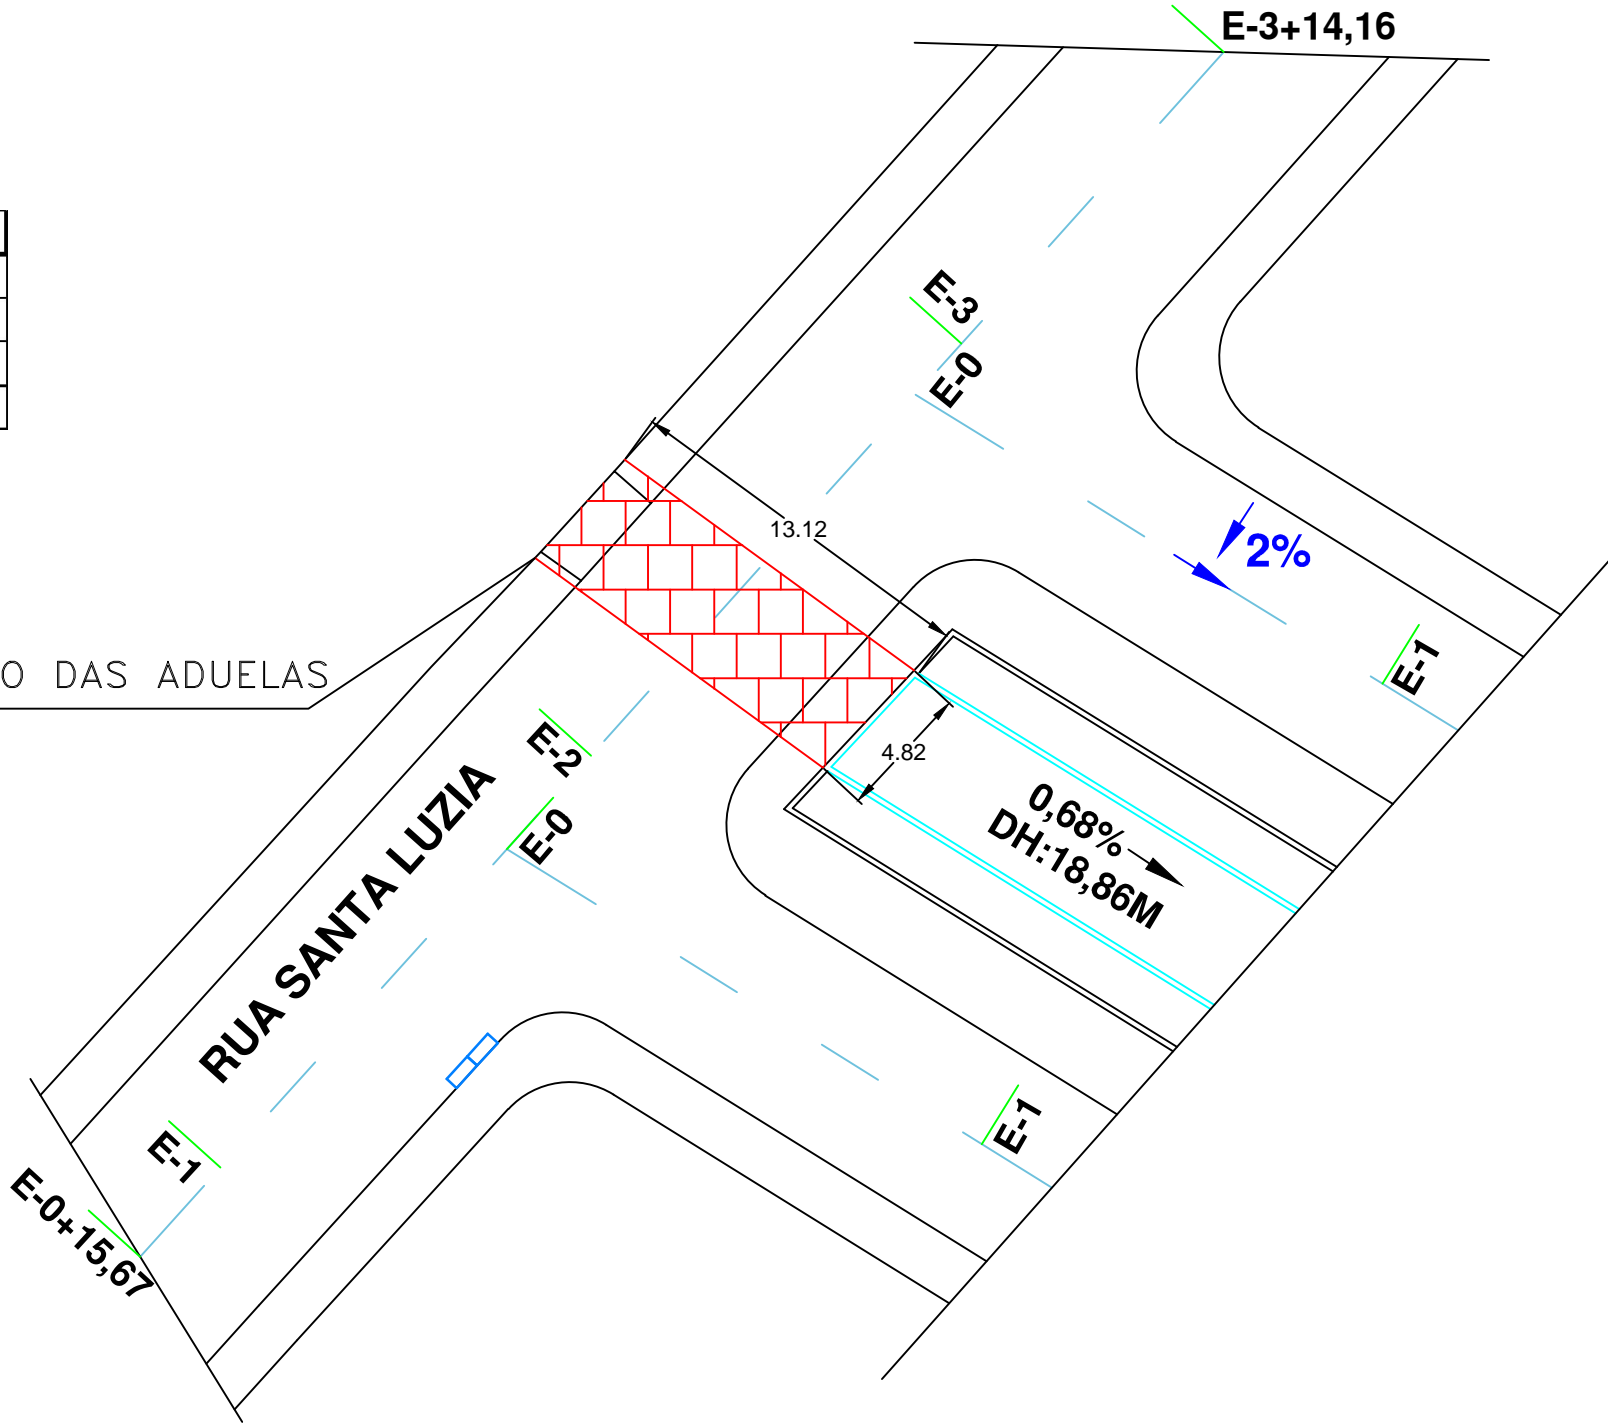 E-3+14,16
E-3
E-0
13.12
2%
O DAS ADUELAS
E-1
E-2
4.82
0,68%
DH:18,86M
E-0
RUA SANTA LUZIA
E-1
E-1
E-0+15,67